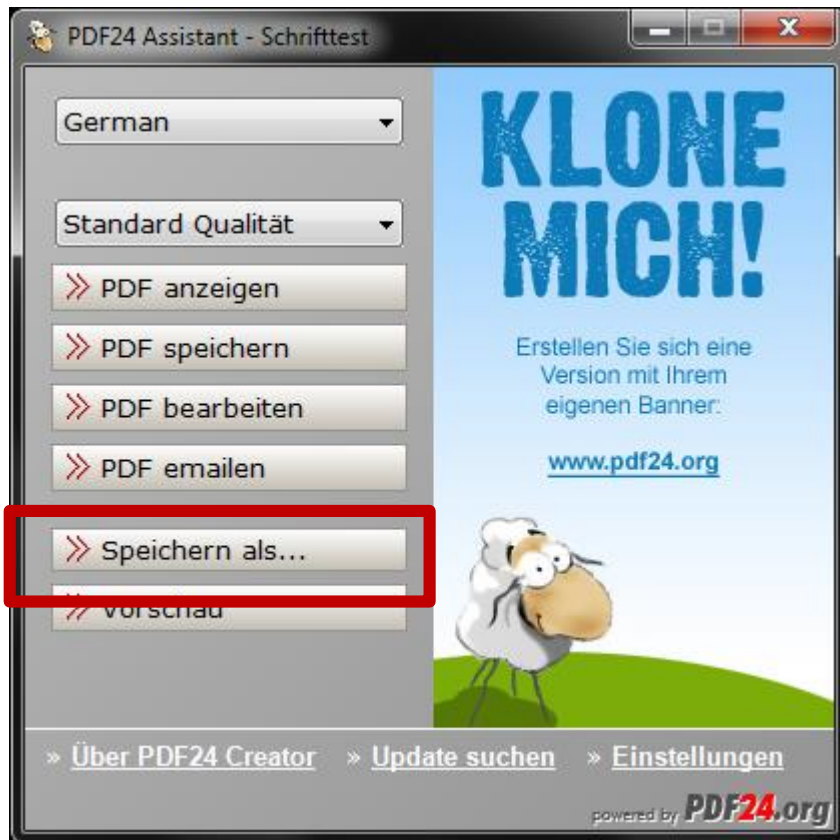 PDF24 Assistant - Schrifttest
German
Standard Qualität
» PDF anzeigen
» PDF speichern
» PDF bearbeiten
» PDF emailen
» Speichern als...
» Vorschau
KLONE
MICH!
Erstellen Sie sich eine
Version mit Ihrem
eigenen Banner:
www.pdf24.org
» Über PDF24 Creator » Update suchen » Einstellungen
powered by PDF24.org